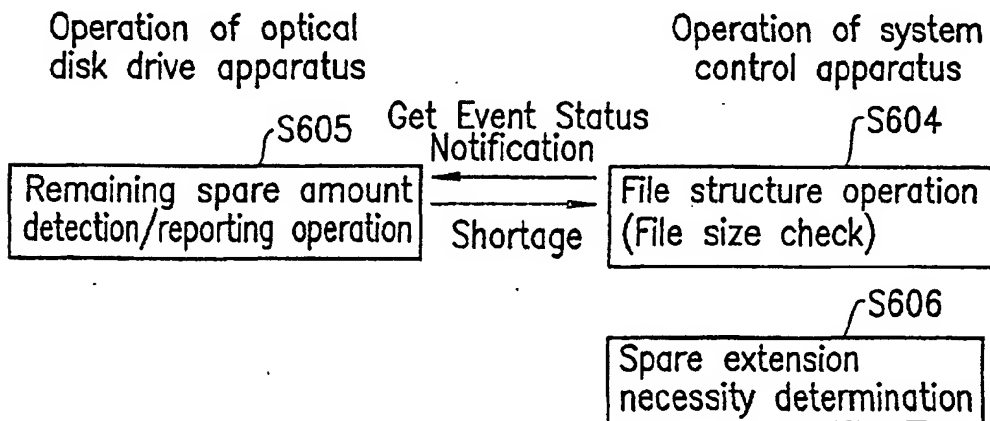 Operation of optical
disk drive apparatus
Operation of system
control apparatus
S605
Get Event Status
Notification
S604
Remaining spare amount
detection/reporting operation
Shortage
File structure operation
(File size check)
S606
Spare extension
necessity determination